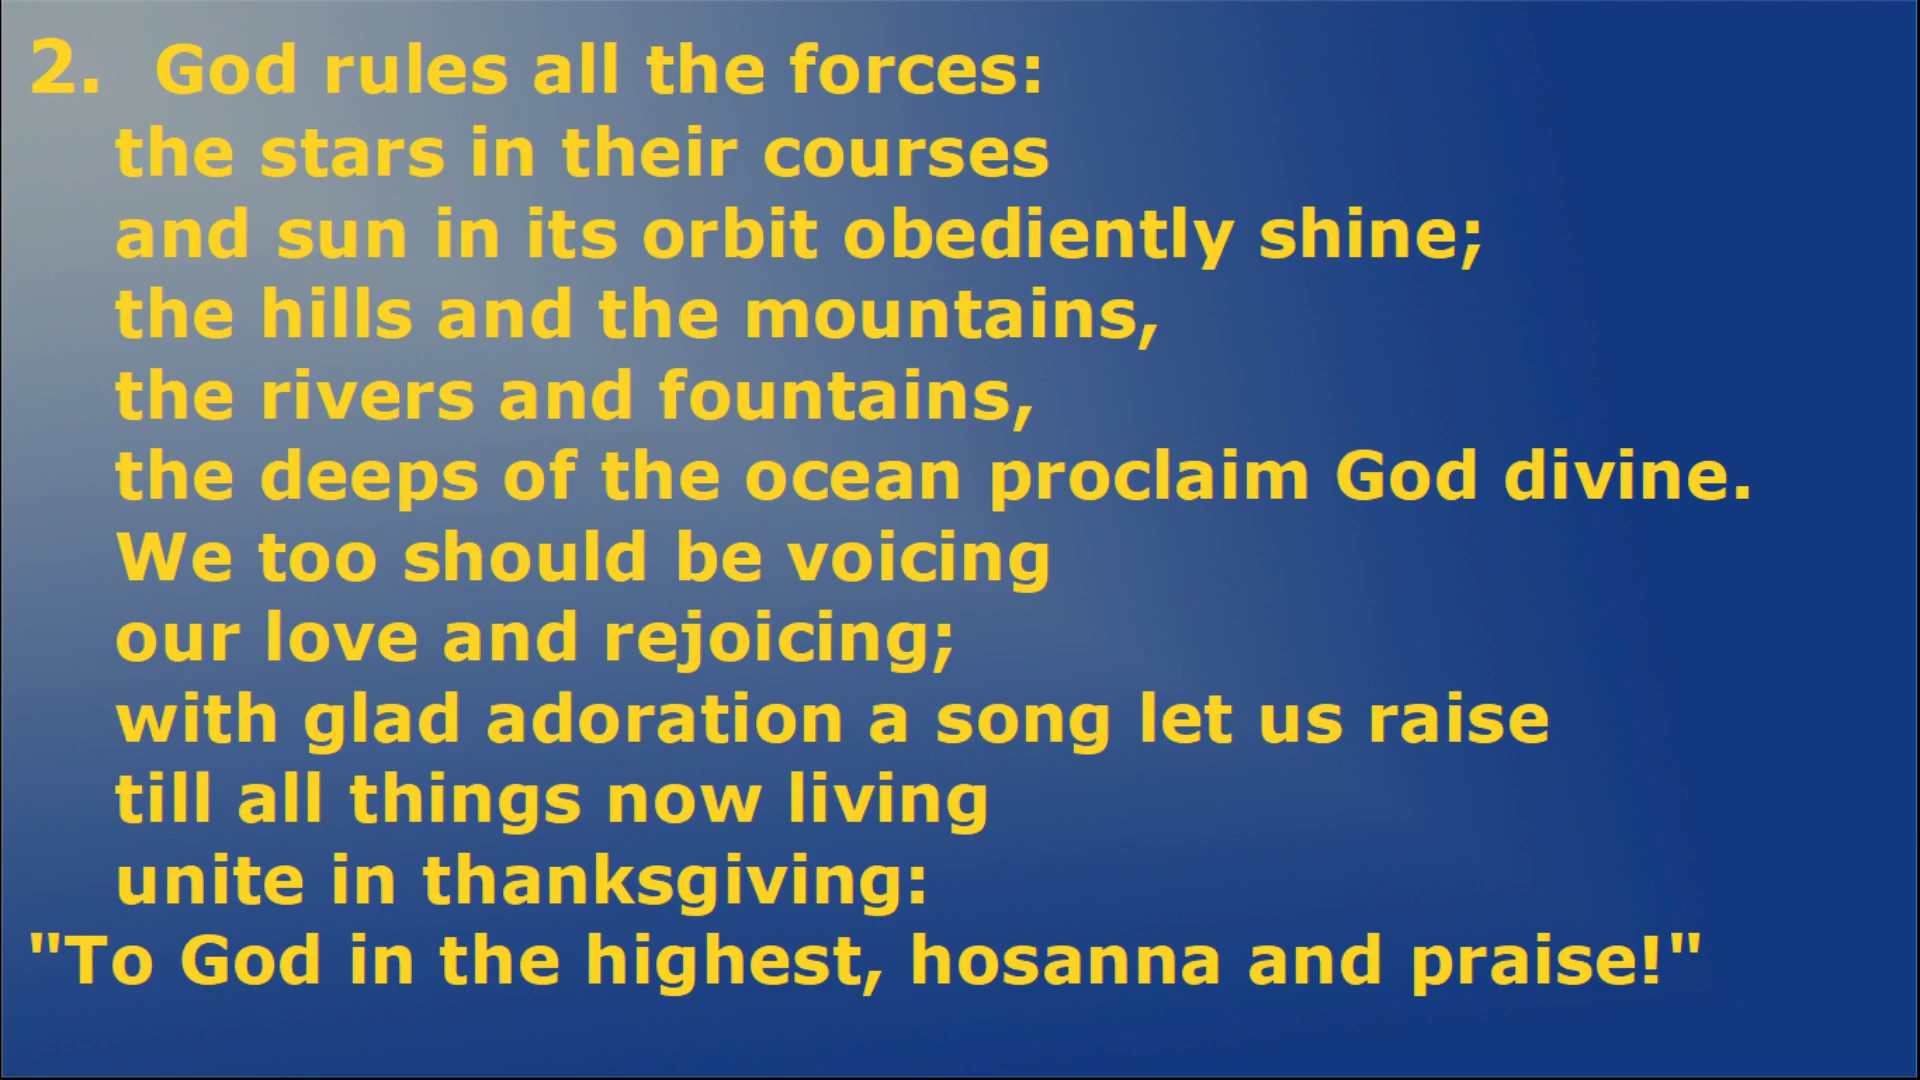 2. God rules all the forces:
the stars in their courses
and sun in its orbit obediently shine;
the hills and the mountains,
the rivers and fountains,
the deeps of the ocean proclaim God divine.
We too should be voicing
our love and rejoicing;
with glad adoration a song let us raise
till all things now living
unite in thanksgiving:
"To God in the highest, hosanna and praise!"